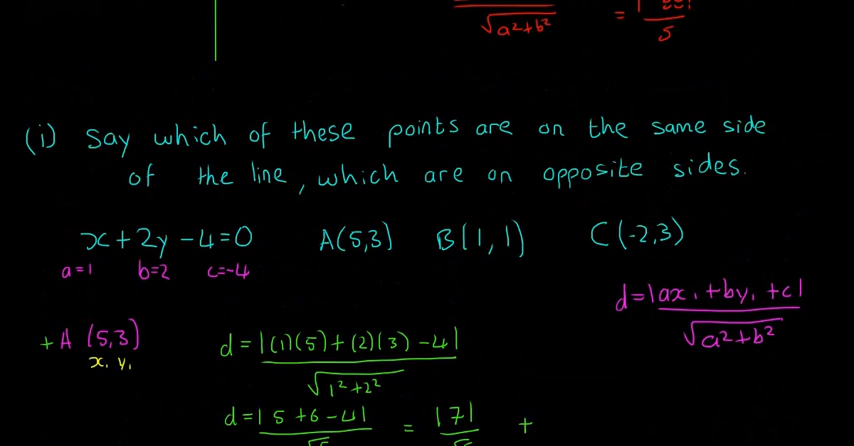 √a²+b²
=
5
(i) Say which of these points are on the same side
of the line, which are on opposite sides.
x+2y-4=0 A(5,3) B(1,1) C(-2,3)
a=1 b=2 c=-4
d=|ax₁+by₁+c|
√a²+b²
+A (5,3)
x₁ y₁
d=|(1)(5)+(2)(3)-4|
√1²+2²
d=|5+6-4| = |7| +